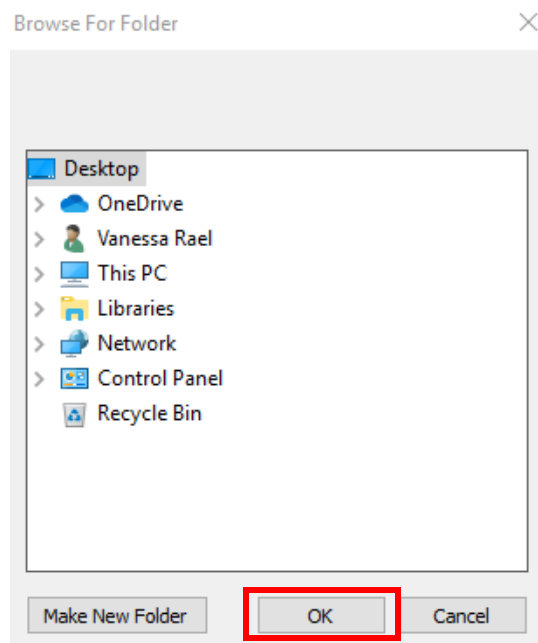 Browse For Folder
Desktop
OneDrive
Vanessa Rael
This PC
Libraries
Network
Control Panel
Recycle Bin
Make New Folder OK Cancel